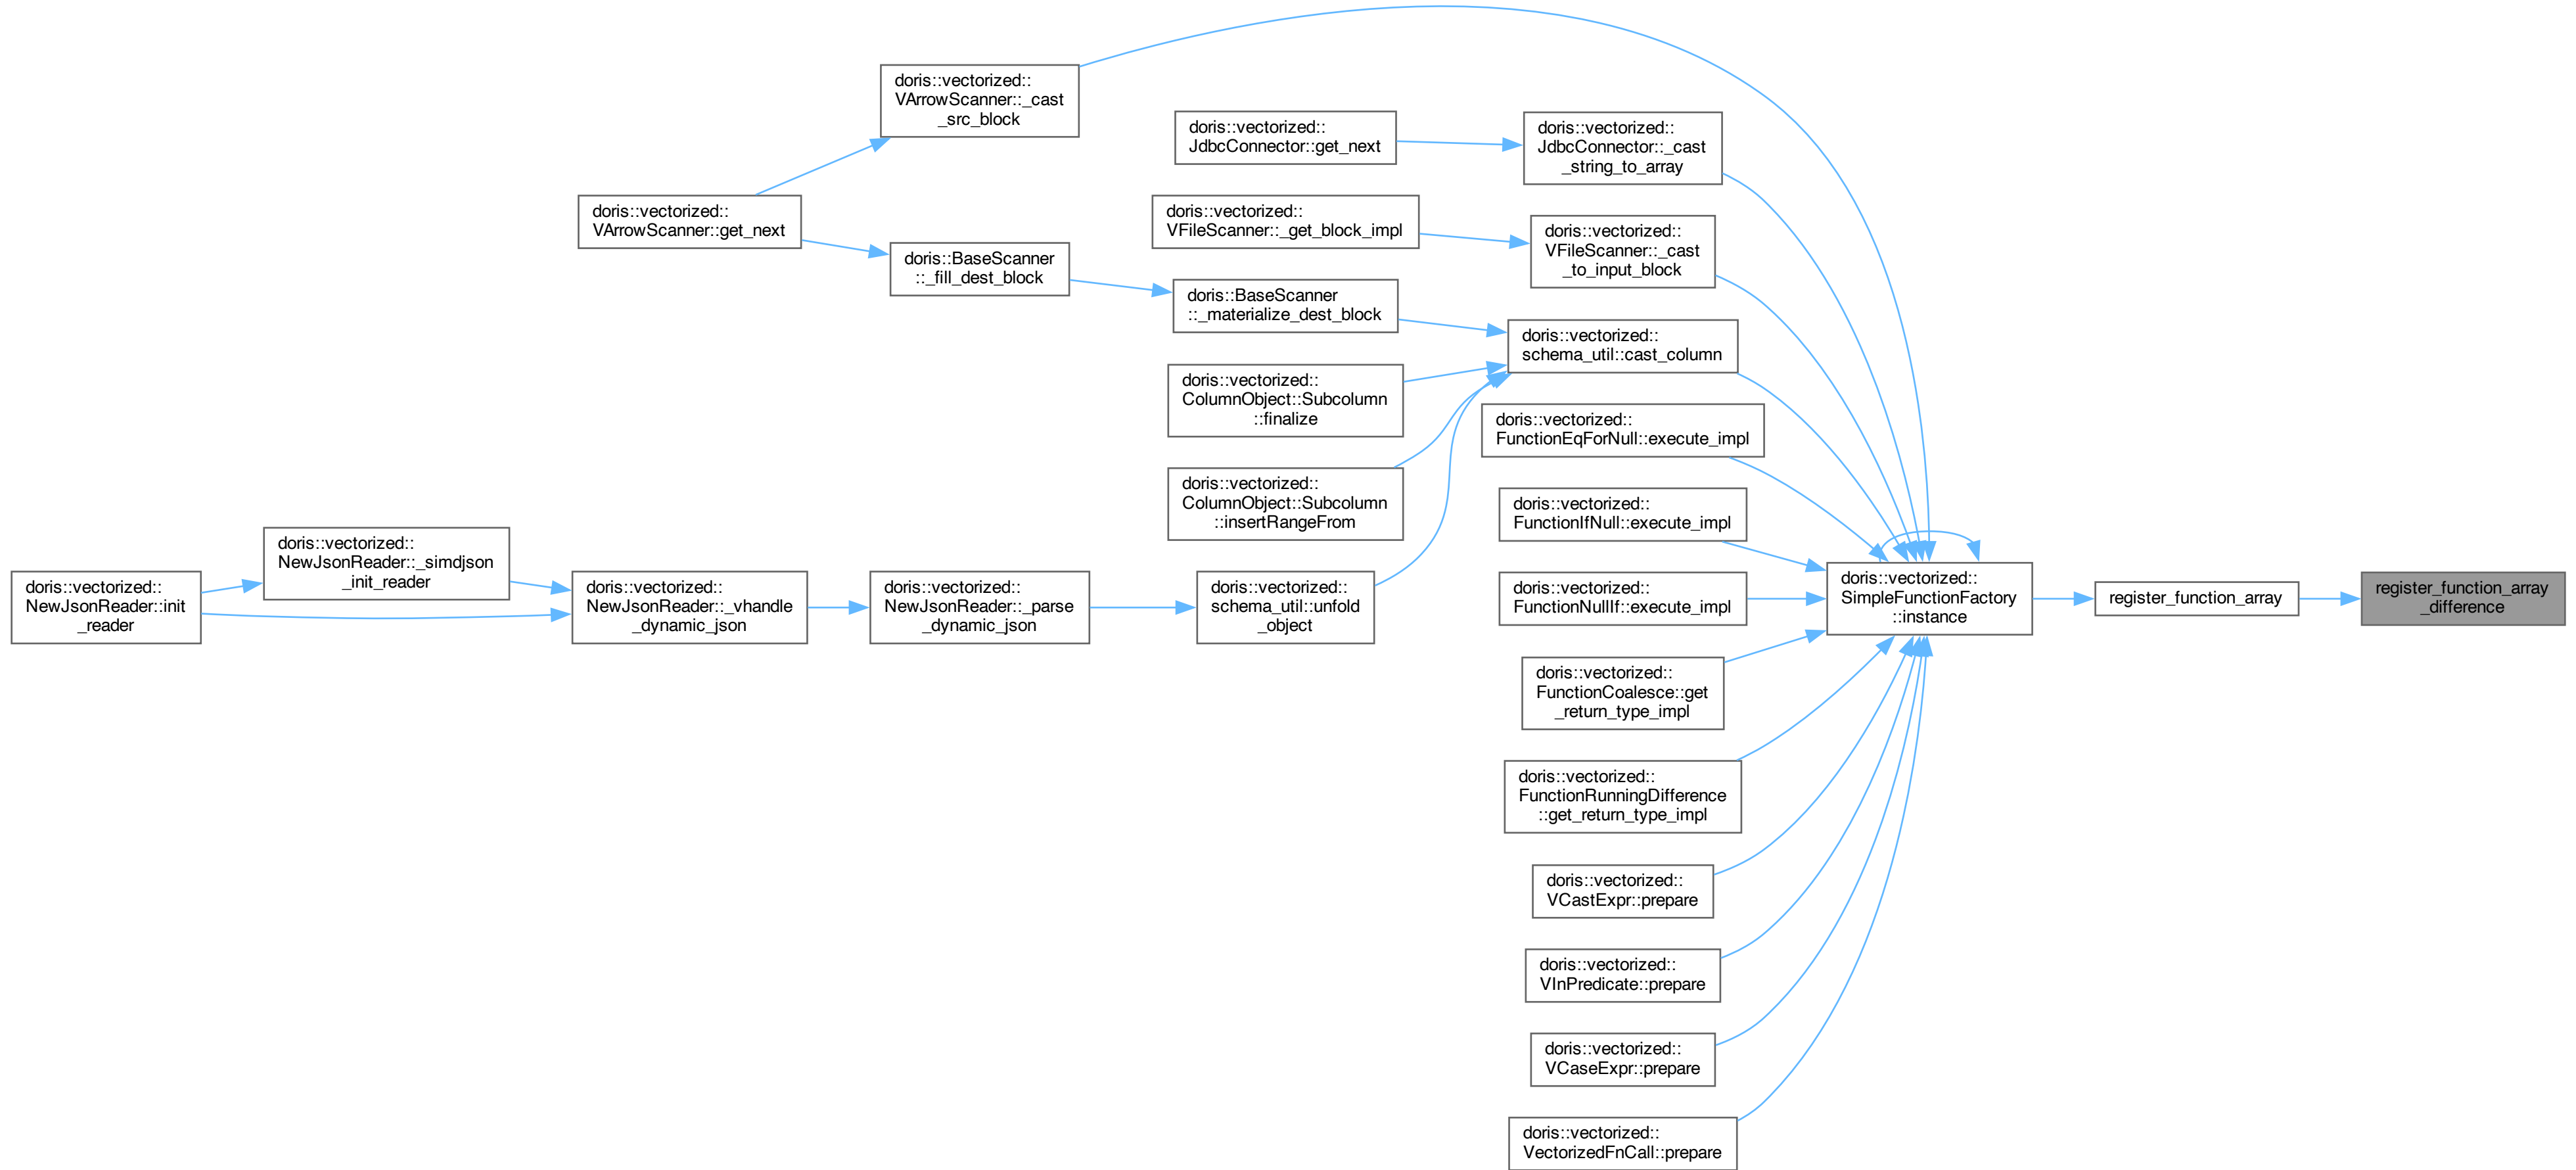 doris::vectorized::
VArrowScanner::_cast
_src_block
doris::vectorized::
JdbcConnector::get_next
doris::vectorized::
JdbcConnector::_cast
_string_to_array
doris::vectorized::
VArrowScanner::get_next
doris::vectorized::
VFileScanner::_get_block_impl
doris::vectorized::
VFileScanner::_cast
_to_input_block
doris::BaseScanner
::_fill_dest_block
doris::BaseScanner
::_materialize_dest_block
doris::vectorized::
schema_util::cast_column
doris::vectorized::
ColumnObject::Subcolumn
::finalize
doris::vectorized::
FunctionEqForNull::execute_impl
doris::vectorized::
ColumnObject::Subcolumn
::insertRangeFrom
doris::vectorized::
FunctionIfNull::execute_impl
doris::vectorized::
NewJsonReader::init
_reader
doris::vectorized::
NewJsonReader::_simdjson
_init_reader
doris::vectorized::
NewJsonReader::_vhandle
_dynamic_json
doris::vectorized::
NewJsonReader::_parse
_dynamic_json
doris::vectorized::
schema_util::unfold
_object
doris::vectorized::
FunctionNullIf::execute_impl
doris::vectorized::
SimpleFunctionFactory
::instance
register_function_array
register_function_array
_difference
doris::vectorized::
FunctionCoalesce::get
_return_type_impl
doris::vectorized::
FunctionRunningDifference
::get_return_type_impl
doris::vectorized::
VCastExpr::prepare
doris::vectorized::
VInPredicate::prepare
doris::vectorized::
VCaseExpr::prepare
doris::vectorized::
VectorizedFnCall::prepare